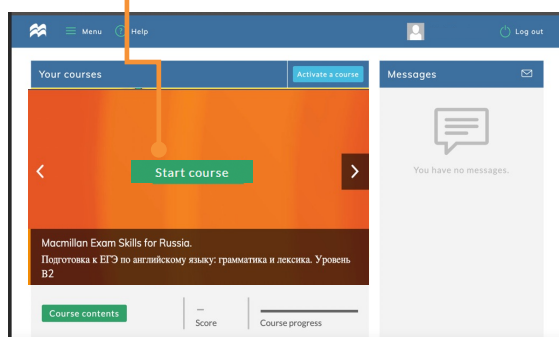 Menu
Help
Log out
Your courses
Activate a course
Messages
Start course
You have no messages.
Macmillan Exam Skills for Russia.
Подготовка к ЕГЭ по английскому языку: грамматика и лексика. Уровень
B2
Course contents
—
Score
Course progress